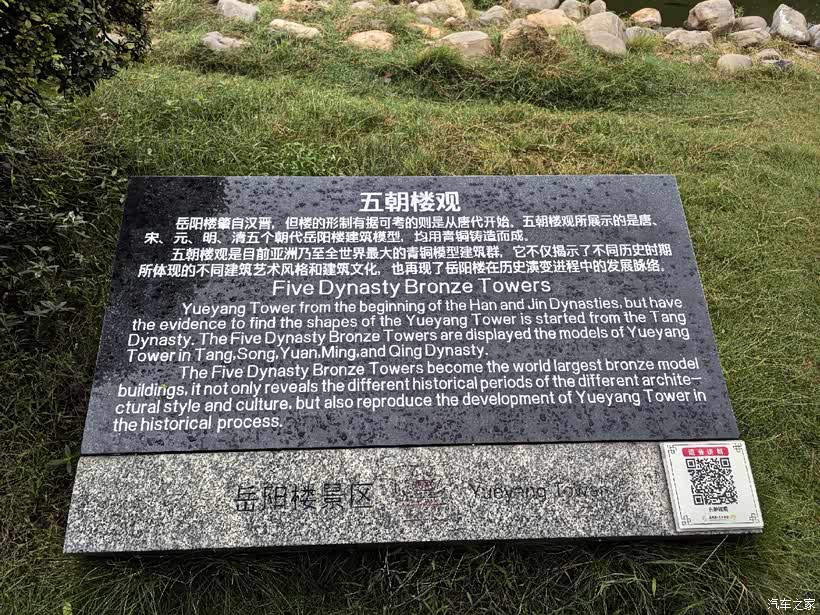 五朝楼观
岳阳楼肇自汉晋，但楼的形制有据可考的则是从唐代开始。五朝楼观所展示的是唐、
宋、元、明、清五个朝代岳阳楼建筑模型，均用青铜铸造而成。
五朝楼观是目前亚洲乃至全世界最大的青铜模型建筑群，它不仅揭示了不同历史时期
所体现的不同建筑艺术风格和建筑文化，也再现了岳阳楼在历史演变进程中的发展脉络。
Five Dynasty Bronze Towers
Yueyang Tower from the beginning of the Han and Jin Dynasties, but have
the evidence to find the shapes of the Yueyang Tower is started from the Tang
Dynasty. The Five Dynasty Bronze Towers are displayed the models of Yueyang
Tower in Tang,Song,Yuan,Ming,and Qing Dynasty.
The Five Dynasty Bronze Towers become the world largest bronze model
buildings, it not only reveals the different historical periods of the different archite-
ctural style and culture, but also reproduce the development of Yueyang Tower in
the historical process.
岳阳楼景区 Yueyang Tower
五朝楼观
汽车之家